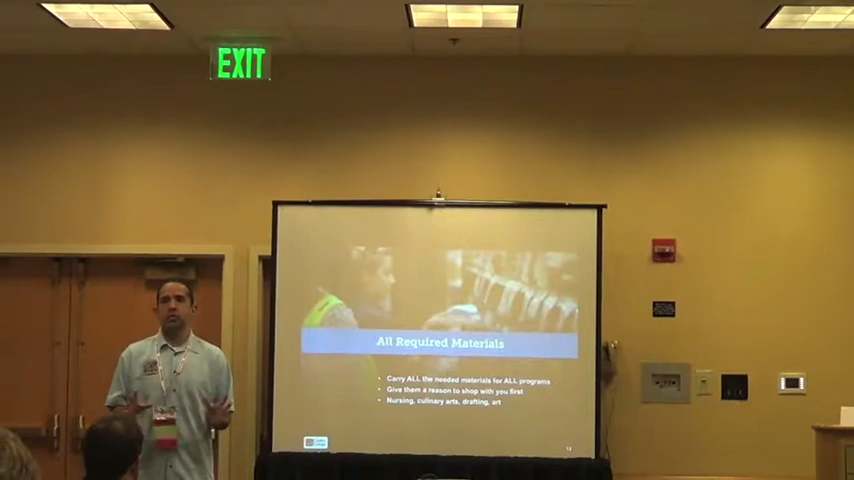 EXIT
All Required Materials
• Carry ALL the needed materials for ALL programs
• Give them a reason to shop with you first
• Nursing, culinary arts, drafting, art